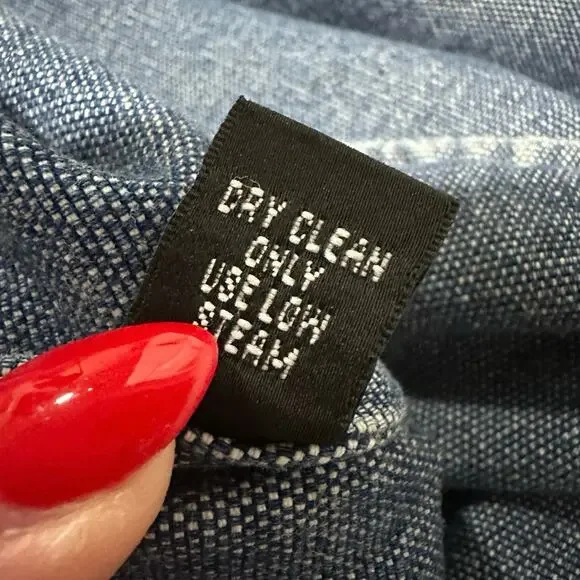 DRY CLEAN
ONLY
USE LOW
STEAM